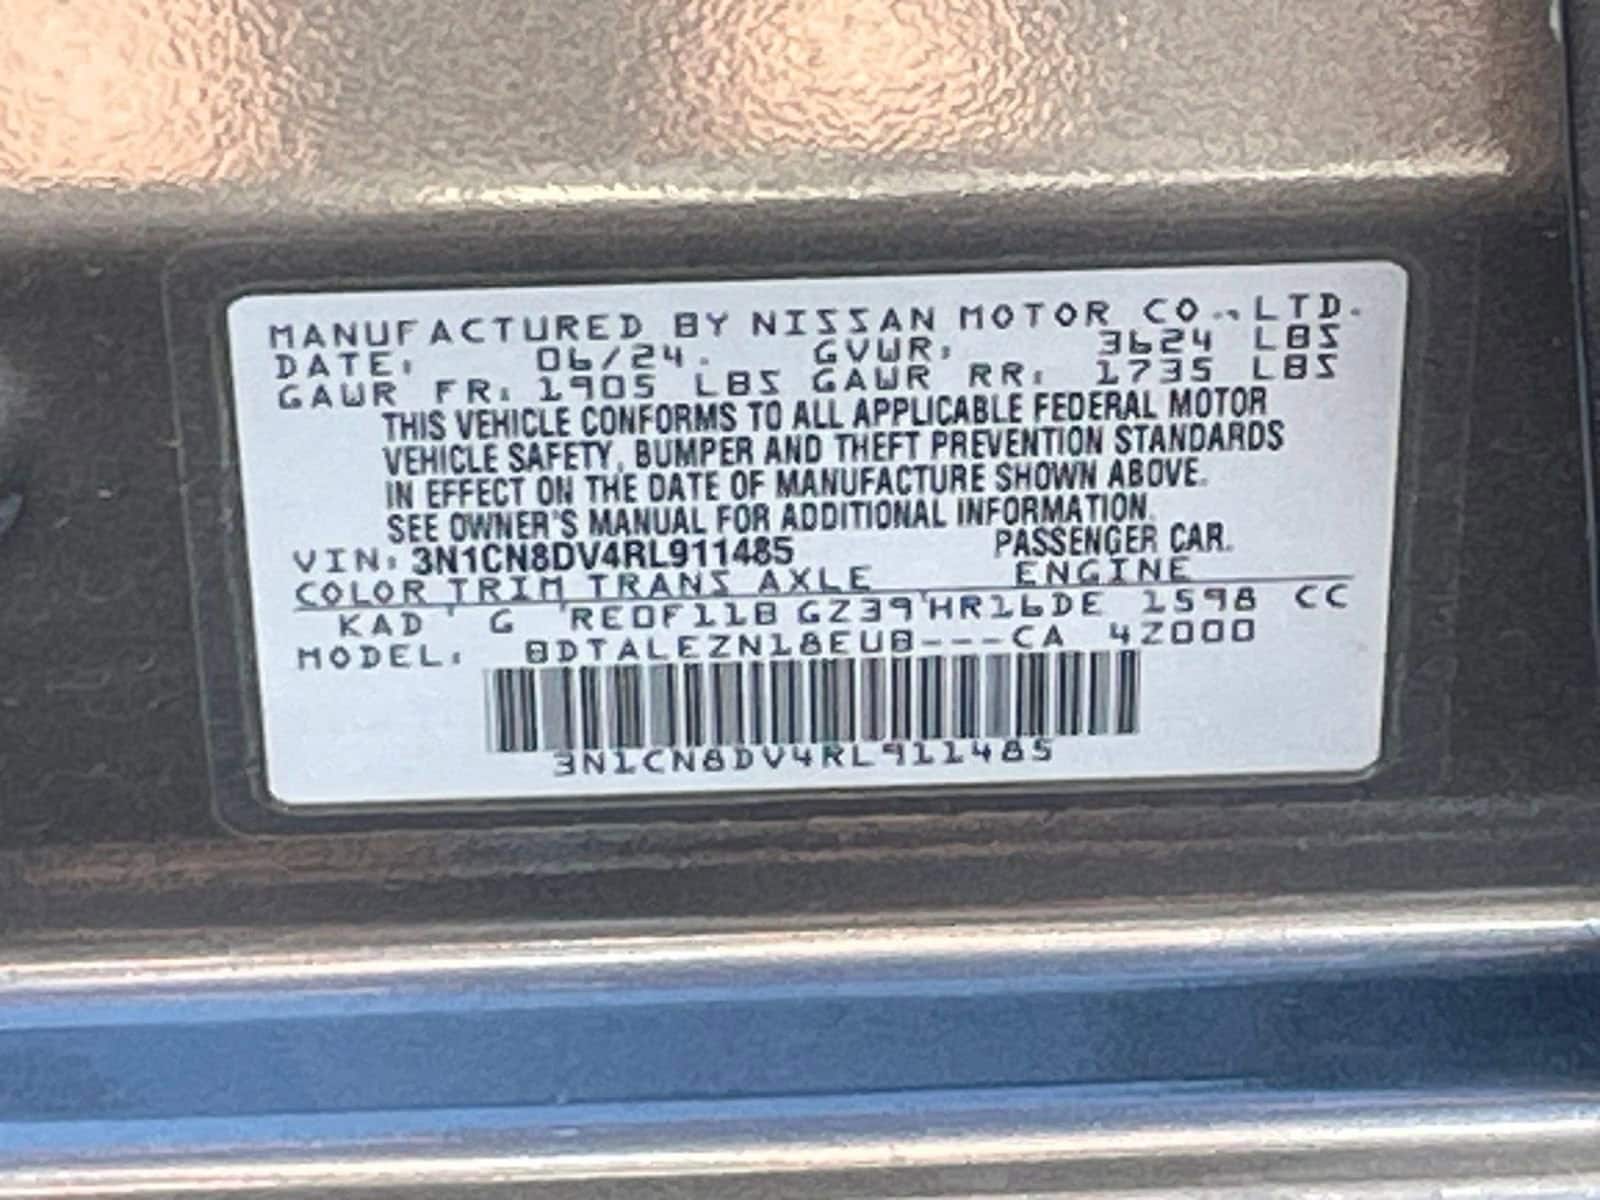 MANUFACTURED BY NISSAN MOTOR CO.,LTD.
DATE: 06/24. GVWR: 3624 LBS
GAWR FR: 1905 LBS GAWR RR: 1735 LBS
THIS VEHICLE CONFORMS TO ALL APPLICABLE FEDERAL MOTOR
VEHICLE SAFETY, BUMPER AND THEFT PREVENTION STANDARDS
IN EFFECT ON THE DATE OF MANUFACTURE SHOWN ABOVE.
SEE OWNER'S MANUAL FOR ADDITIONAL INFORMATION.
VIN: 3N1CN8DV4RL911485 PASSENGER CAR.
COLOR TRIM TRANS AXLE ENGINE
KAD G RE0F11B GZ39 HR16DE 1598 CC
MODEL: BDTALEZN18EUB---CA 4Z000
3N1CN8DV4RL911485